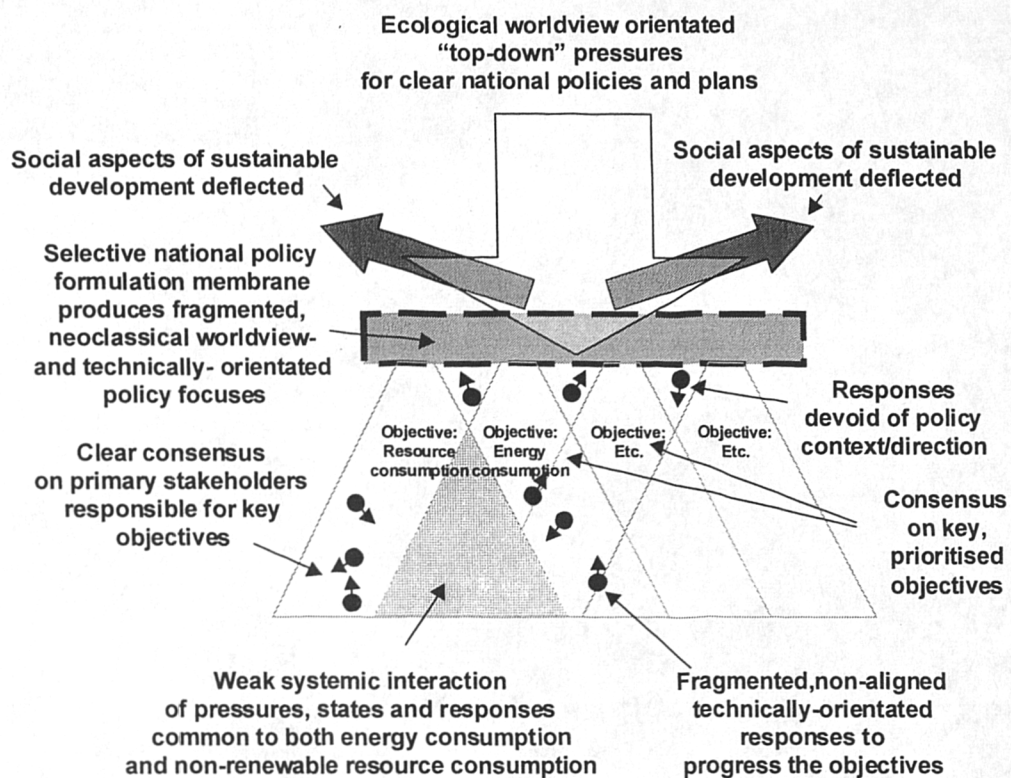 Ecological worldview orientated
“top-down” pressures
for clear national policies and plans
Social aspects of sustainable
development deflected
Social aspects of sustainable
development deflected
Selective national policy
formulation membrane
produces fragmented,
neoclassical worldview-
and technically- orientated
policy focuses
Responses
devoid of policy
context/direction
Objective:
Resource
consumption
Objective:
Energy
consumption
Objective:
Etc.
Objective:
Etc.
Clear consensus
on primary stakeholders
responsible for key
objectives
Consensus
on key,
prioritised
objectives
Weak systemic interaction
of pressures, states and responses
common to both energy consumption
and non-renewable resource consumption
Fragmented,non-aligned
technically-orientated
responses to
progress the objectives